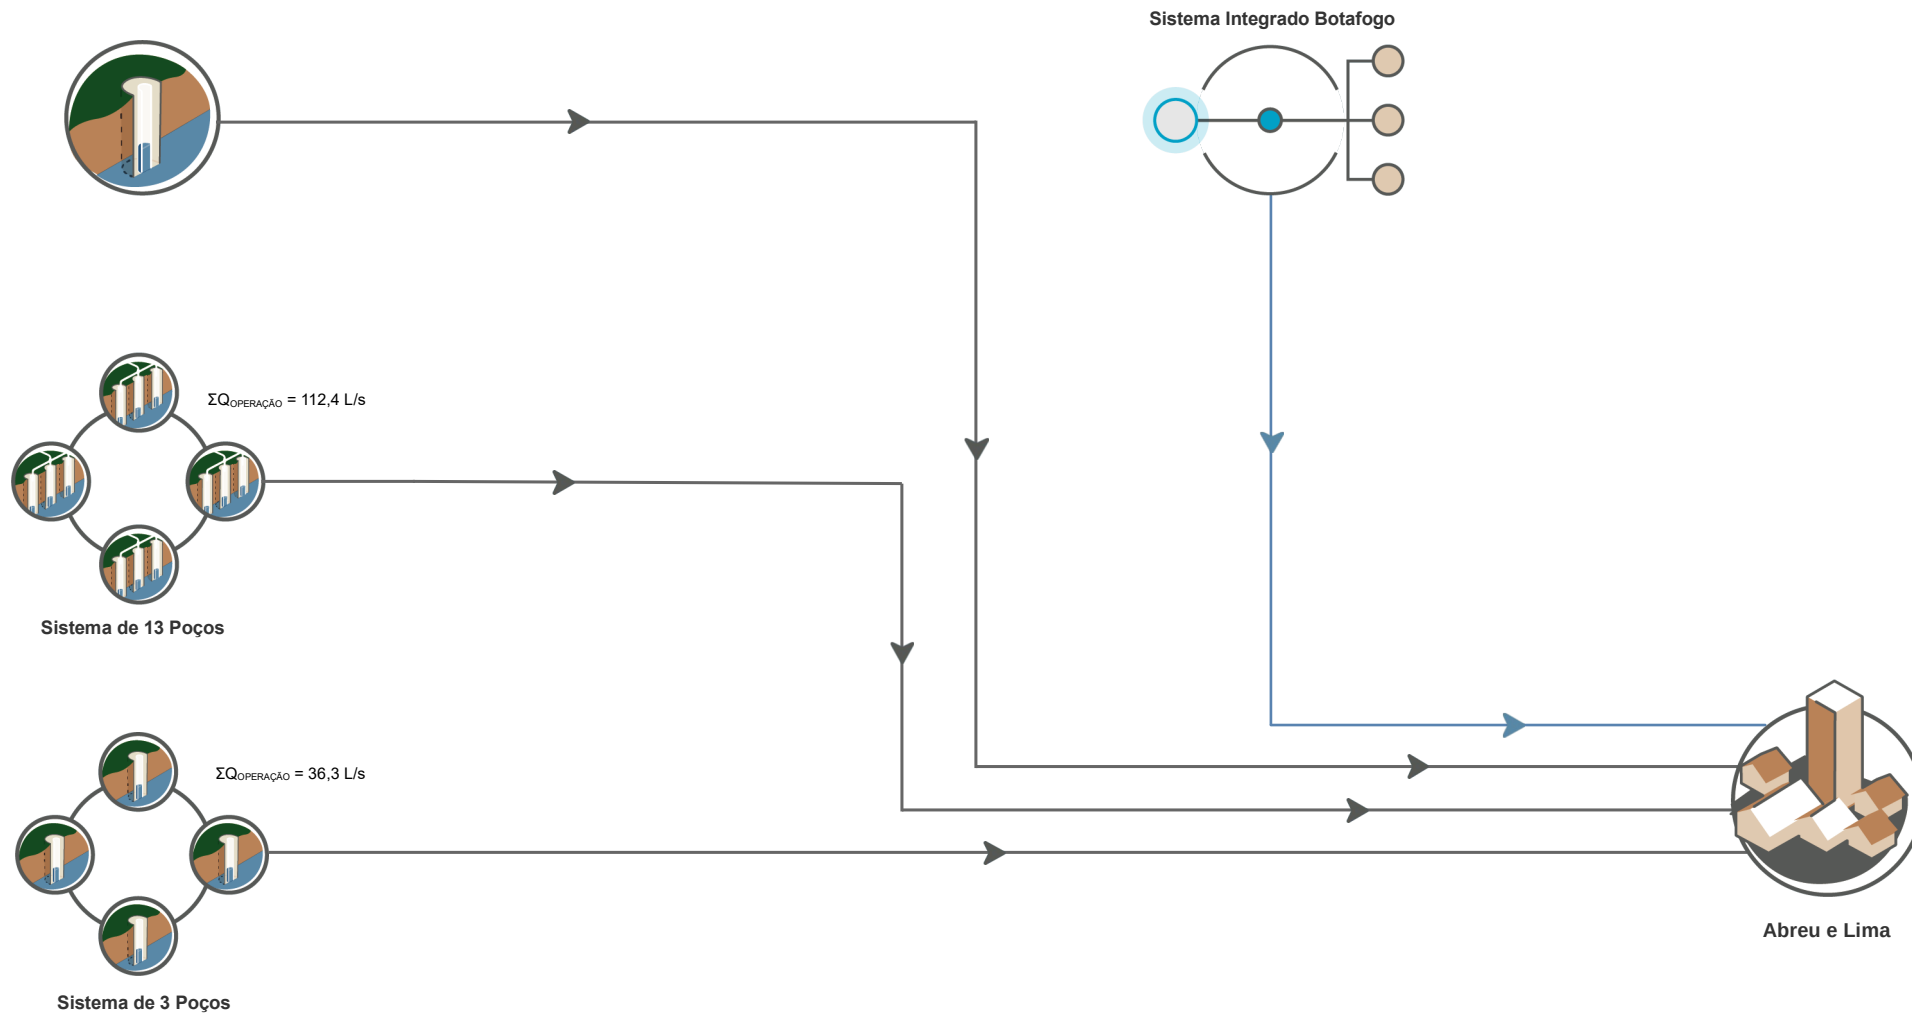 Sistema Integrado Botafogo
ΣQOPERAÇÃO = 112,4 L/s
Sistema de 13 Poços
ΣQOPERAÇÃO = 36,3 L/s
Abreu e Lima
Sistema de 3 Poços